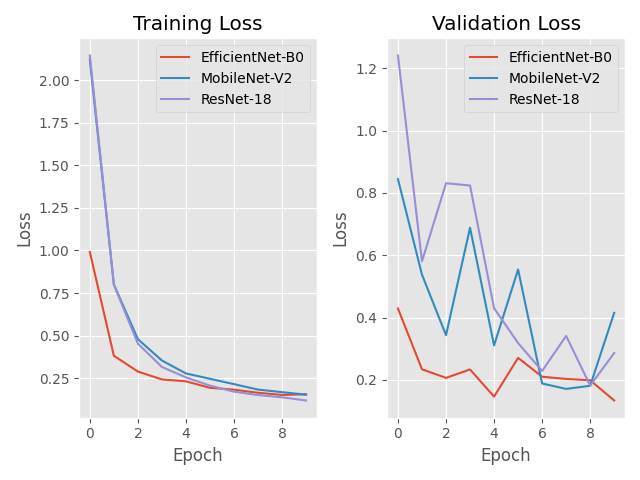 Training Loss
EfficientNet-B0
MobileNet-V2
ResNet-18
2.00
1.75
1.50
1.25
1.00
0.75
0.50
0.25
Loss
0
2
4
6
8
Epoch
Validation Loss
EfficientNet-B0
MobileNet-V2
ResNet-18
1.2
1.0
0.8
0.6
0.4
0.2
Loss
0
2
4
6
8
Epoch